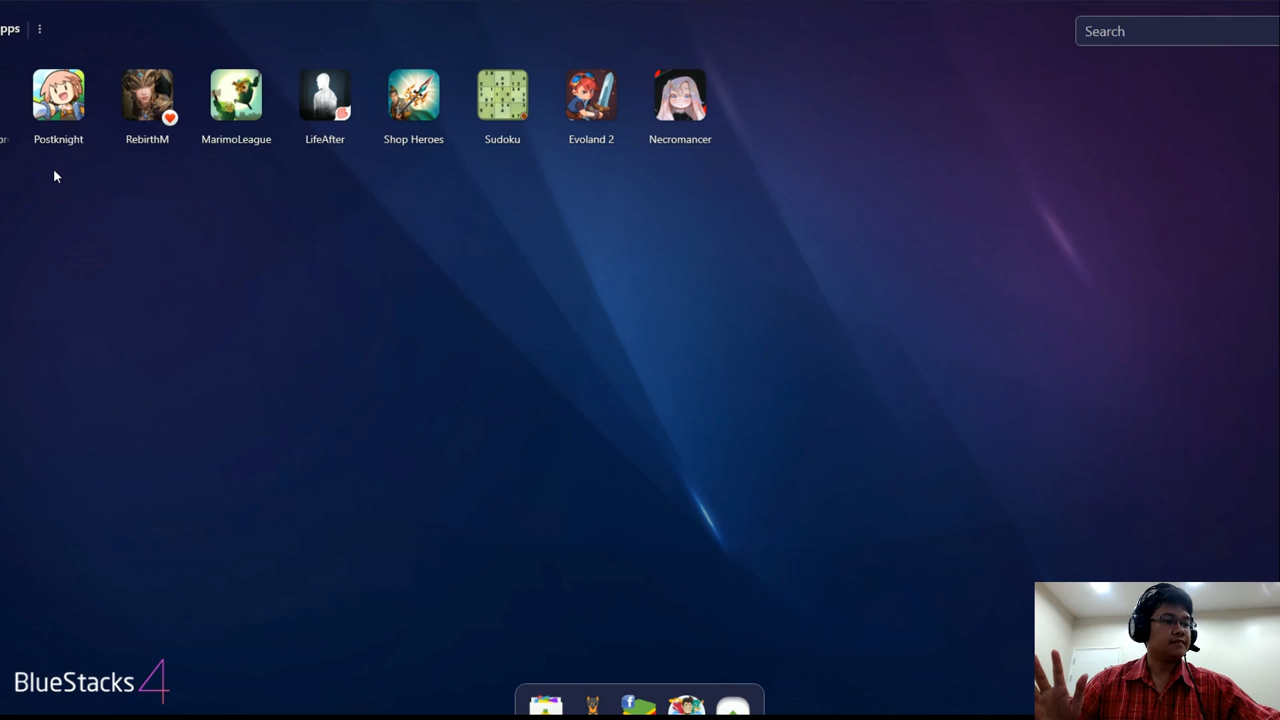 pps
Search
Postknight
RebirthM
MarimoLeague
LifeAfter
Shop Heroes
Sudoku
Evoland 2
Necromancer
BlueStacks 4